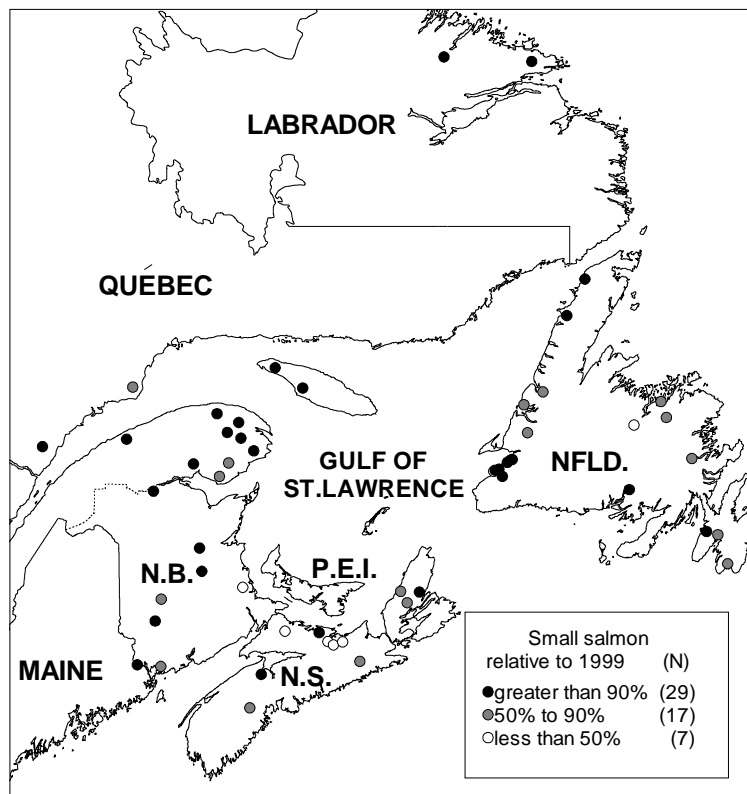 LABRADOR
QUÉBEC
GULF OF
ST.LAWRENCE
NFLD.
P.E.I.
N.B.
MAINE
N.S.
Small salmon
relative to 1999 (N)
greater than 90% (29)
50% to 90% (17)
less than 50% (7)